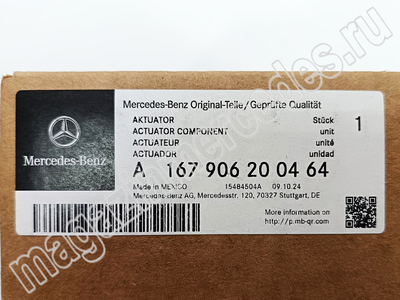 Mercedes-Benz
Mercedes-Benz Original-Teile/Geprüfte Qualität
AKTUATOR Stück 1
ACTUATOR COMPONENT unit
ACTUATEUR unité
ACTUADOR unidad
A 167 906 20 04 64
Made in MEXICO 15484504A 09.10.24
Mercedes-Benz AG, Mercedesstr. 120, 70327 Stuttgart, DE
More information on
http://p.mb-qr.com
magazinmercedes.ru